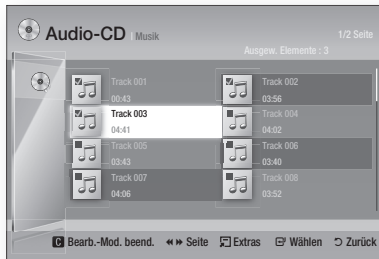 Audio-CD | Musik
1/2 Seite
Ausgew. Elemente : 3
Track 001
00:43
Track 002
03:56
Track 003
04:41
Track 004
04:02
Track 005
03:43
Track 006
03:40
Track 007
04:06
Track 008
03:52
C Bearb.-Mod. beend. Seite Extras Wählen Zurück